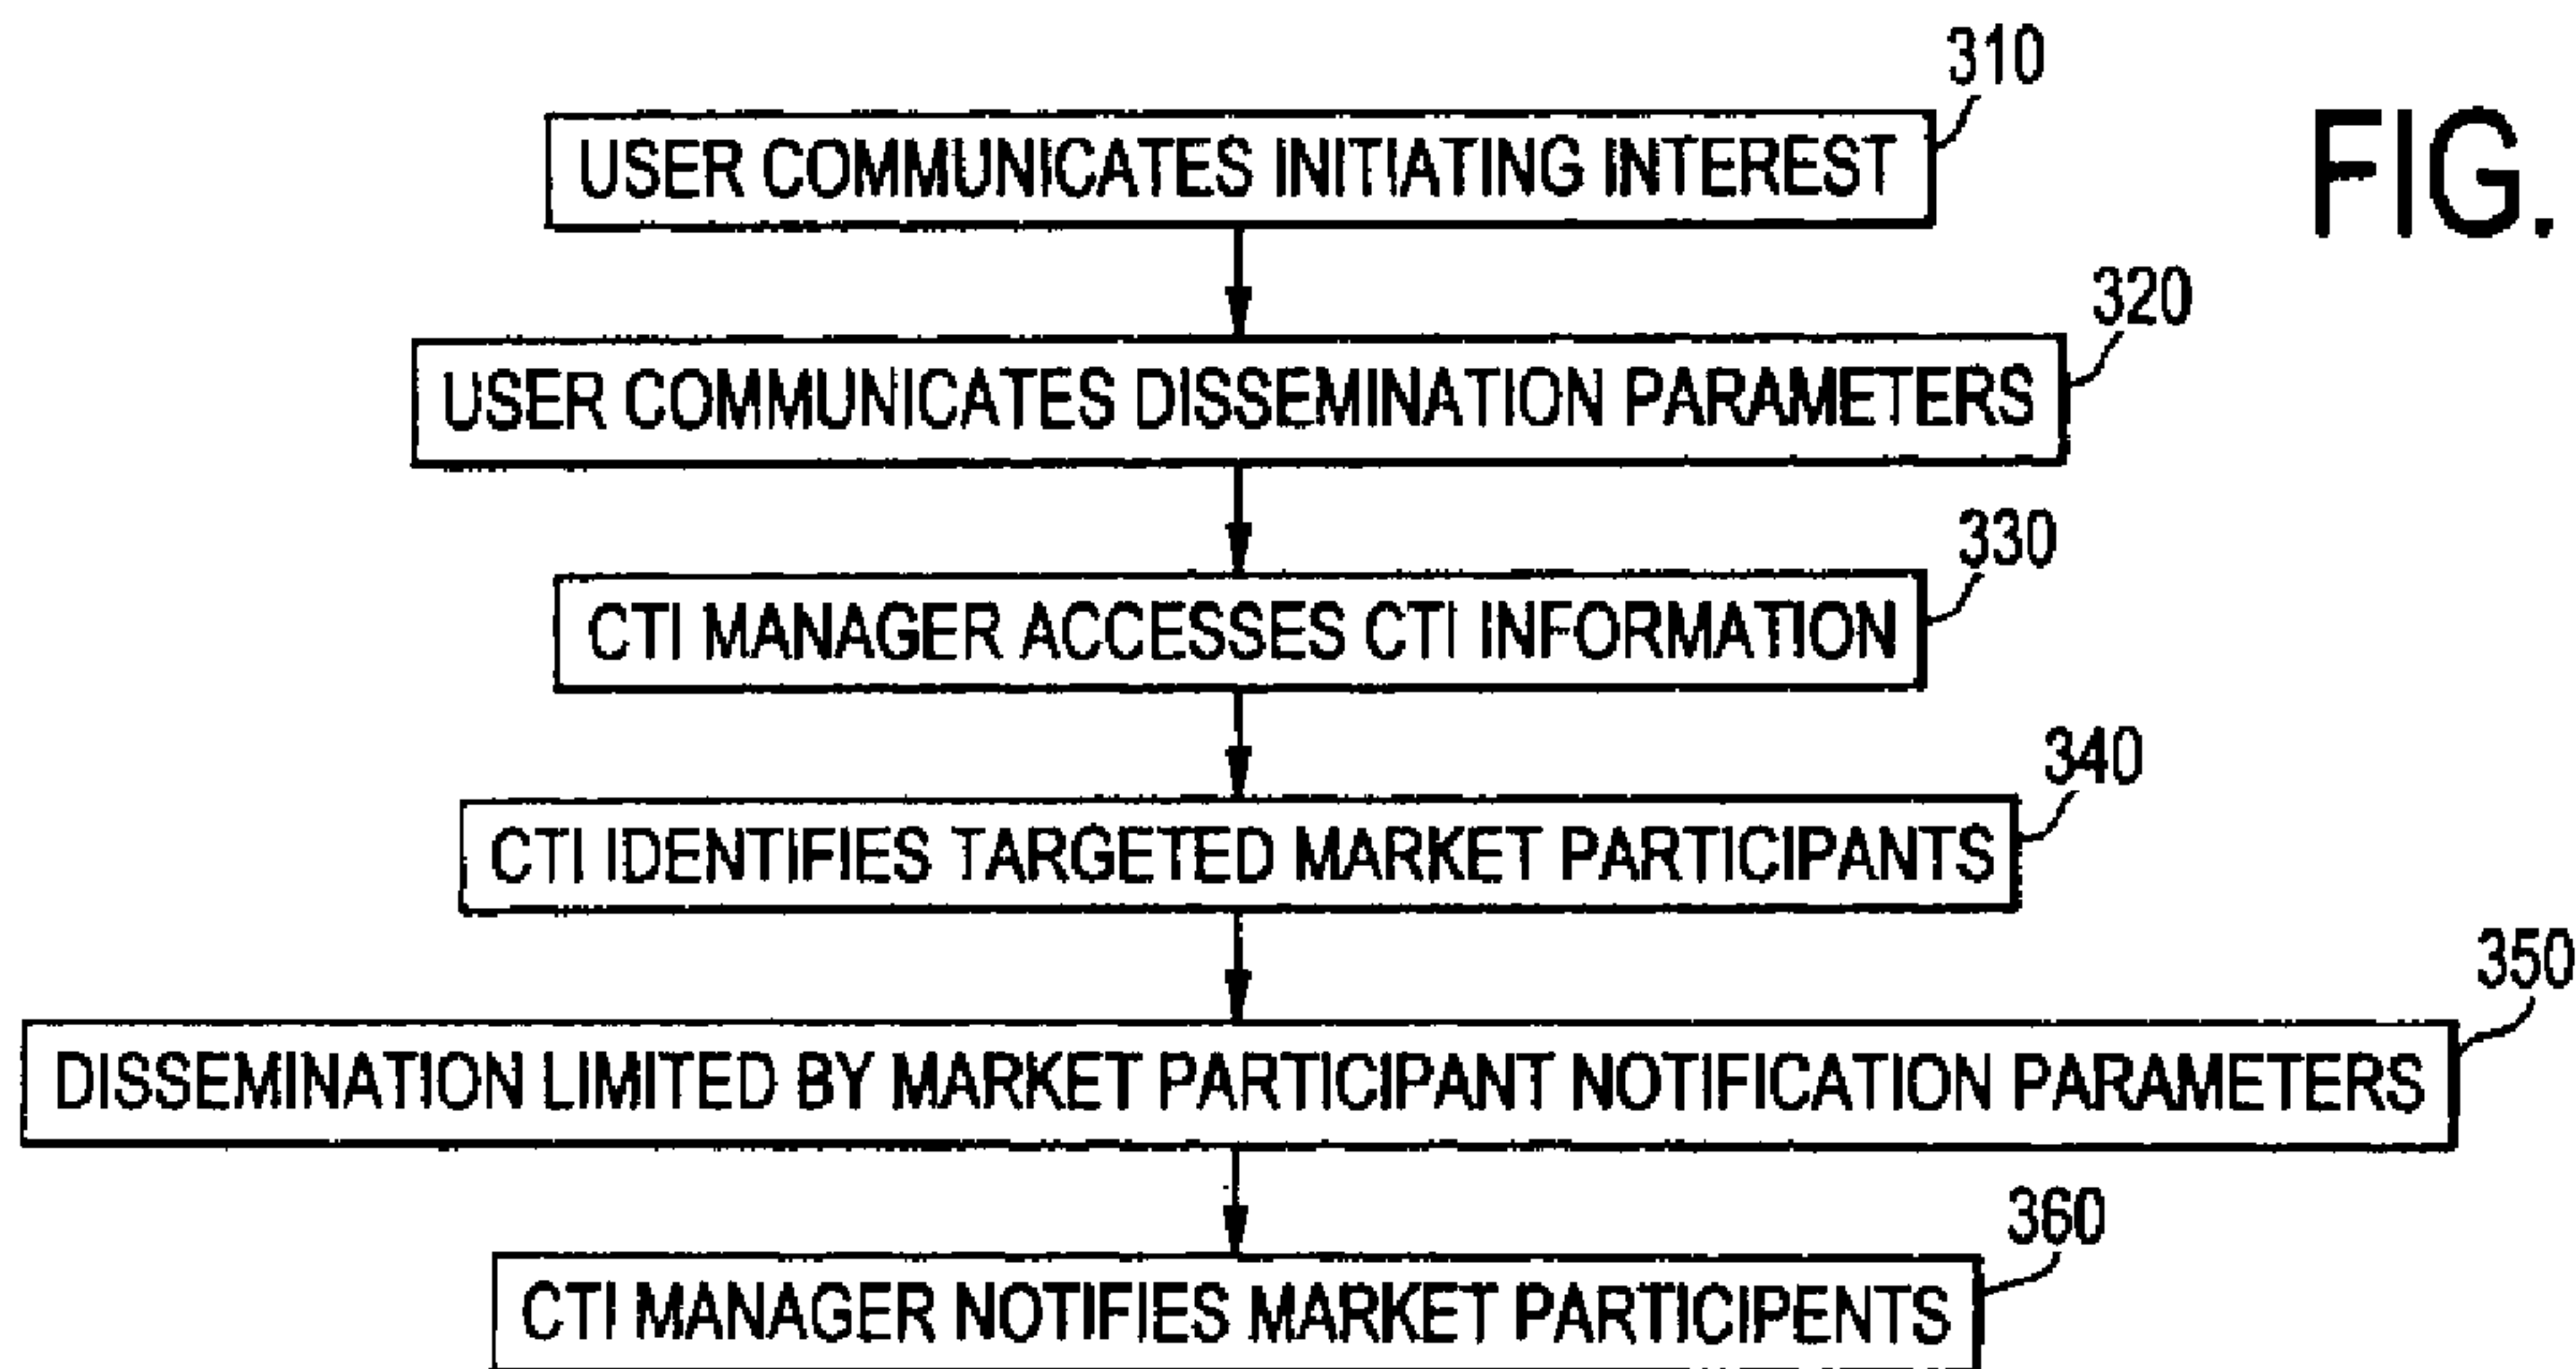 310
USER COMMUNICATES INITIATING INTEREST
FIG.
320
USER COMMUNICATES DISSEMINATION PARAMETERS
330
CTI MANAGER ACCESSES CTI INFORMATION
340
CTI IDENTIFIES TARGETED MARKET PARTICIPANTS
350
DISSEMINATION LIMITED BY MARKET PARTICIPANT NOTIFICATION PARAMETERS
360
CTI MANAGER NOTIFIES MARKET PARTICIPENTS